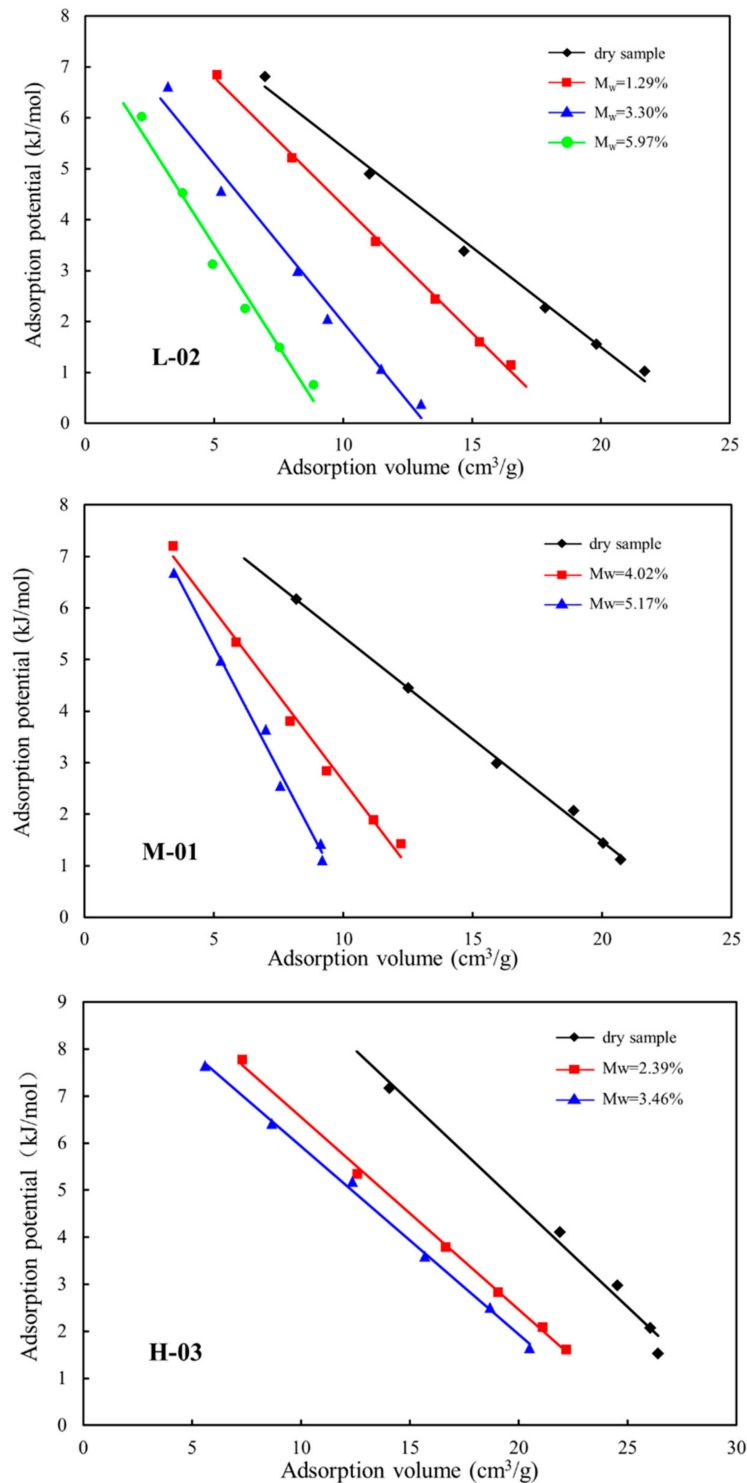 8
7
6
5
4
3
2
1
0
Adsorption potential (kJ/mol)
dry sample
M_w=1.29%
M_w=3.30%
M_w=5.97%
L-02
0 5 10 15 20 25
Adsorption volume (cm³/g)
8
7
6
5
4
3
2
1
0
Adsorption potential (kJ/mol)
dry sample
Mw=4.02%
Mw=5.17%
M-01
0 5 10 15 20 25
Adsorption volume (cm³/g)
9
8
7
6
5
4
3
2
1
0
Adsorption potential（kJ/mol）
dry sample
Mw=2.39%
Mw=3.46%
H-03
0 5 10 15 20 25 30
Adsorption volume (cm³/g)